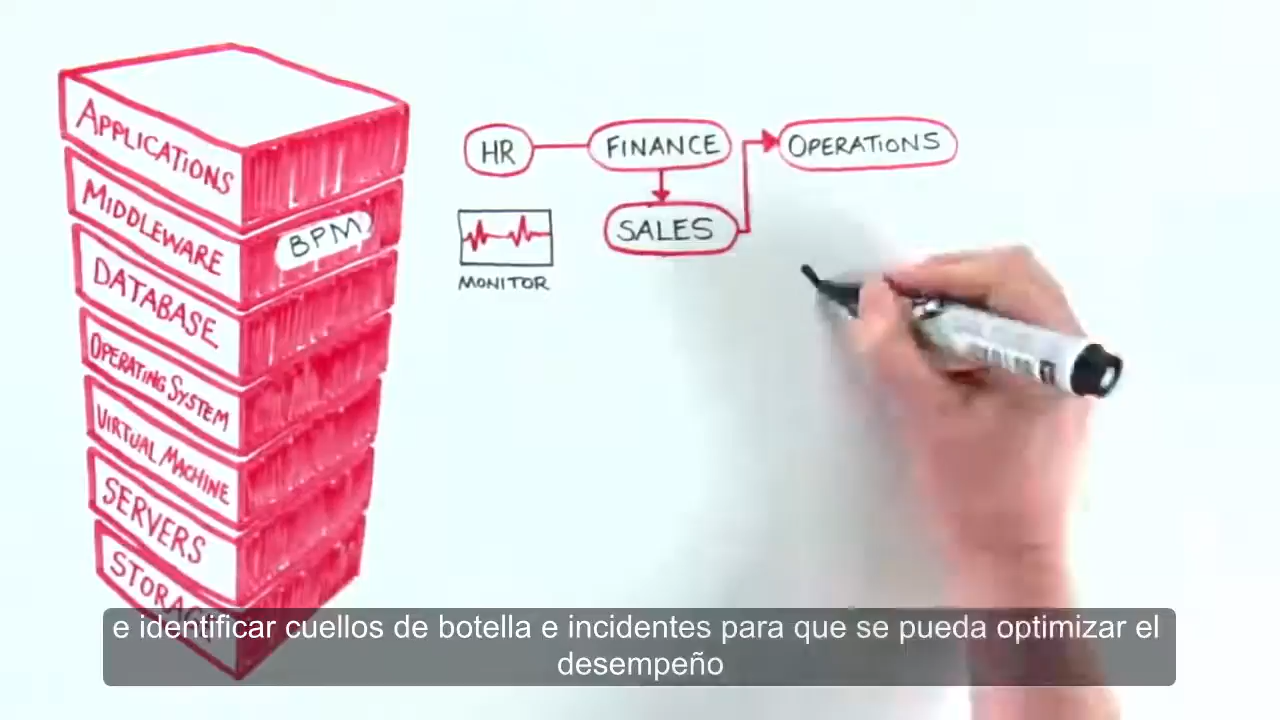 APPLICATIONS
MIDDLEWARE
BPM
DATABASE
OPERATING SYSTEM
VIRTUAL MACHINE
SERVERS
STORAGE
HR
FINANCE
OPERATIONS
SALES
MONITOR
e identificar cuellos de botella e incidentes para que se pueda optimizar el
desempeño